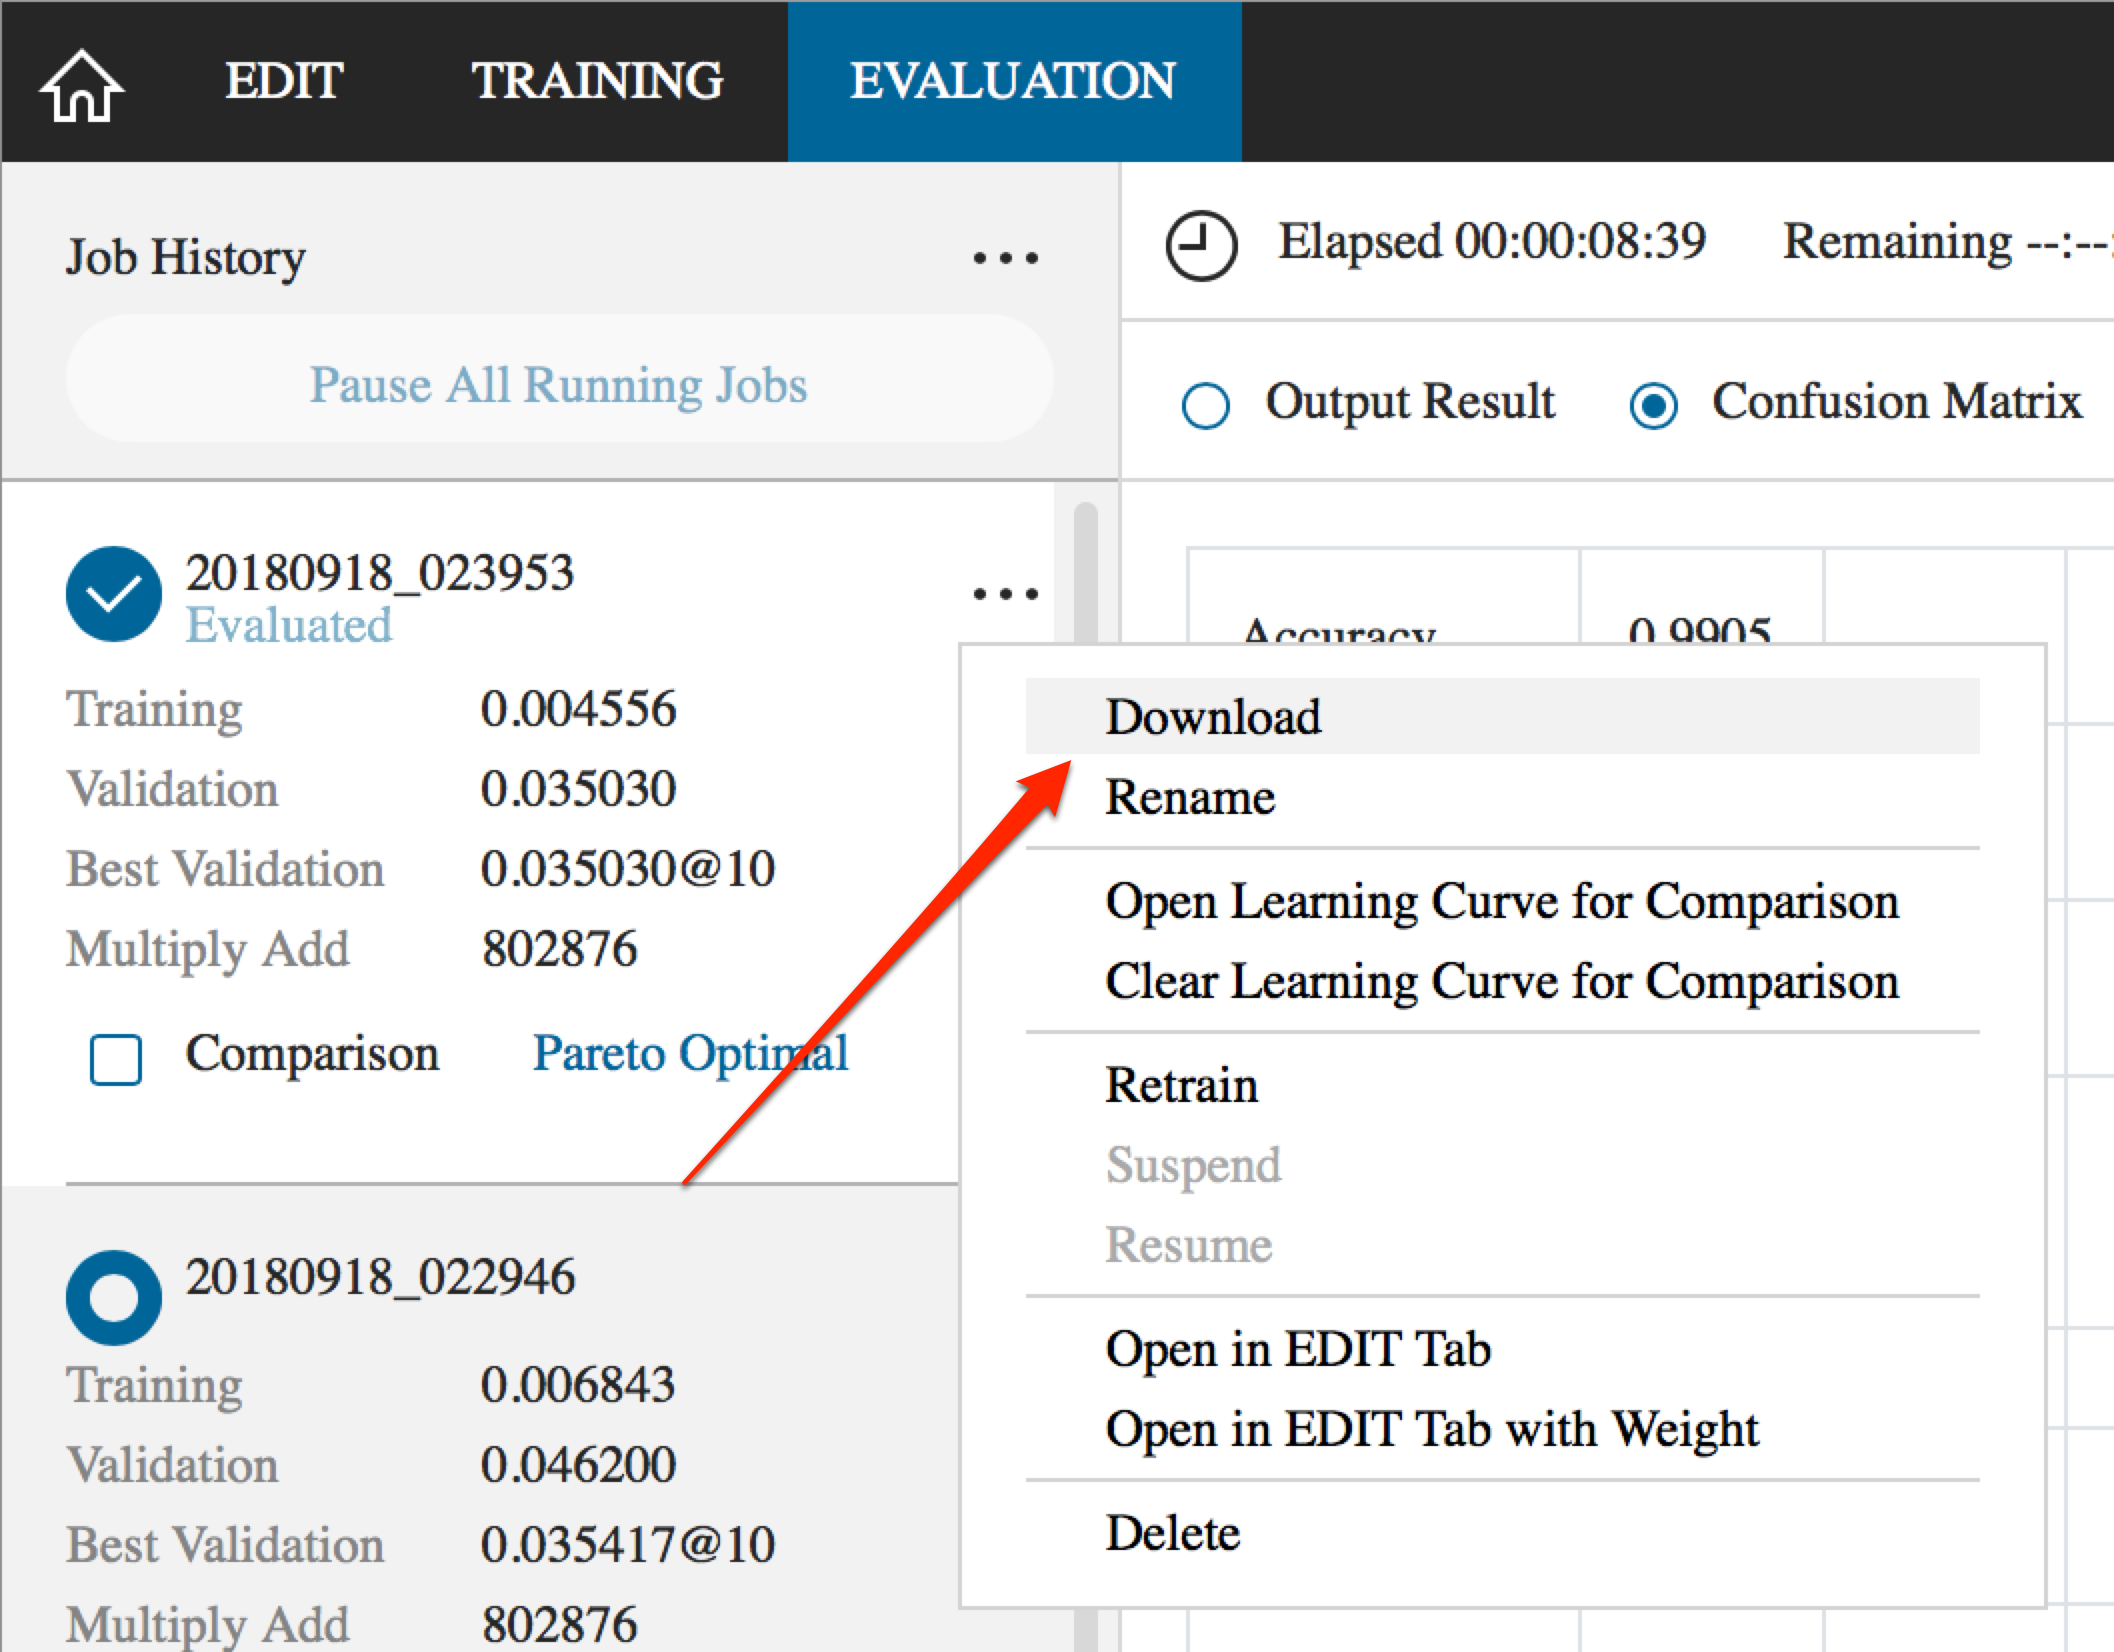 EDIT TRAINING EVALUATION
Job History
Pause All Running Jobs
20180918_023953
Evaluated
Training 0.004556
Validation 0.035030
Best Validation 0.035030@10
Multiply Add 802876
Comparison Pareto Optimal
20180918_022946
Training 0.006843
Validation 0.046200
Best Validation 0.035417@10
Multiply Add 802876
Elapsed 00:00:08:39 Remaining --:--:
Output Result Confusion Matrix
Accuracy 0.9905
Download
Rename
Open Learning Curve for Comparison
Clear Learning Curve for Comparison
Retrain
Suspend
Resume
Open in EDIT Tab
Open in EDIT Tab with Weight
Delete